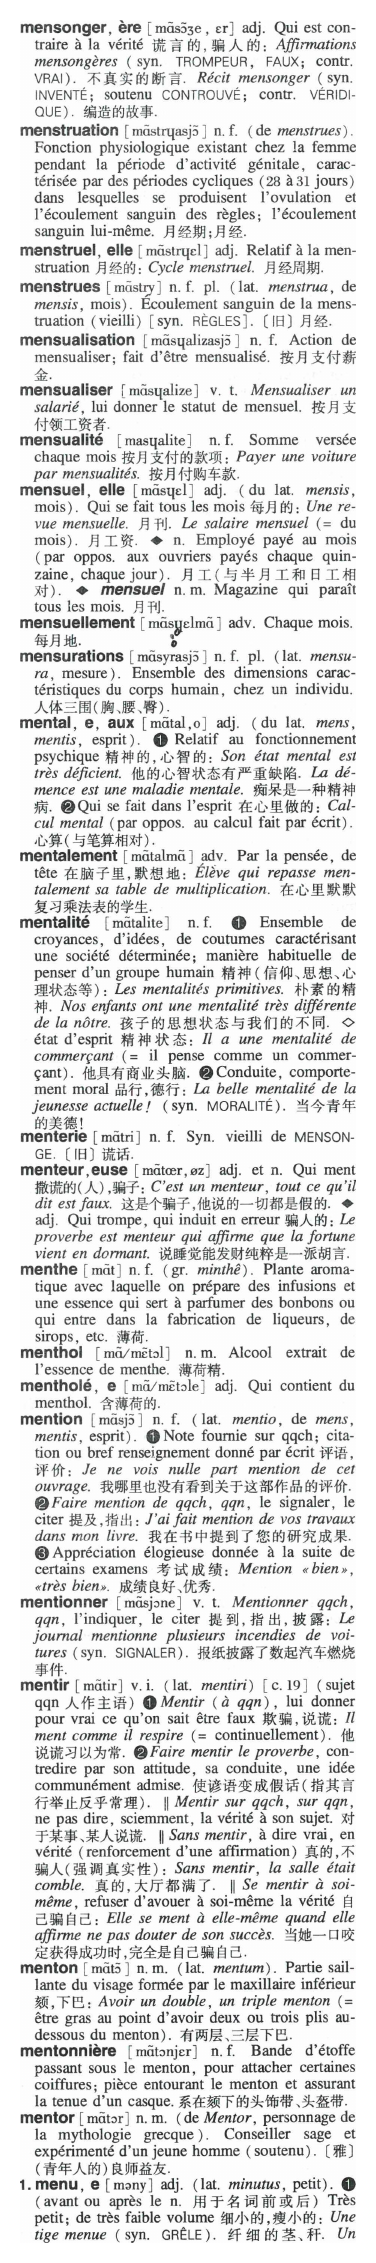 mensonger, ère [mɑ̃sɔ̃ʒe, ɛr] adj. Qui est con-
traire à la vérité 谎言的,骗人的: Affirmations
mensongères (syn. TROMPEUR, FAUX; contr.
VRAI). 不真实的断言. Récit mensonger (syn.
INVENTÉ; soutenu CONTROUVÉ; contr. VÉRIDI-
QUE). 编造的故事.
menstruation [mɑ̃stryasjɔ̃] n. f. (de menstrues).
Fonction physiologique existant chez la femme
pendant la période d'activité génitale, carac-
térisée par des périodes cycliques (28 à 31 jours)
dans lesquelles se produisent l'ovulation et
l'écoulement sanguin des règles; l'écoulement
sanguin lui-même. 月经期;月经.
menstruel, elle [mɑ̃stryɛl] adj. Relatif à la men-
struation 月经的: Cycle menstruel. 月经周期.
menstrues [mɑ̃stry] n. f. pl. (lat. menstrua, de
mensis, mois). Écoulement sanguin de la mens-
truation (vieilli) [syn. RÈGLES]. 〔旧〕月经.
mensualisation [mɑ̃sɥalizasjɔ̃] n. f. Action de
mensualiser; fait d'être mensualisé. 按月支付薪
金.
mensualiser [mɑ̃sɥalize] v. t. Mensualiser un
salarié, lui donner le statut de mensuel. 按月支
付领工资者.
mensualité [mɑsɥalite] n. f. Somme versée
chaque mois 按月支付的款项: Payer une voiture
par mensualités. 按月付购车款.
mensuel, elle [mɑ̃sɥɛl] adj. (du lat. mensis,
mois). Qui se fait tous les mois 每月的: Une re-
vue mensuelle. 月刊. Le salaire mensuel (= du
mois). 月工资. ◆ n. Employé payé au mois
(par oppos. aux ouvriers payés chaque quin-
zaine, chaque jour). 月工(与半月工和日工相
对). ◆ mensuel n. m. Magazine qui paraît
tous les mois. 月刊.
mensuellement [mɑ̃sɥɛlmɑ̃] adv. Chaque mois.
每月地.
mensurations [mɑ̃syrasjɔ̃] n. f. pl. (lat. mensu-
ra, mesure). Ensemble des dimensions carac-
téristiques du corps humain, chez un individu.
人体三围(胸、腰、臀).
mental, e, aux [mɑ̃tal,o] adj. (du lat. mens,
mentis, esprit). ❶ Relatif au fonctionnement
psychique 精神的,心智的: Son état mental est
très déficient. 他的心智状态有严重缺陷. La dé-
mence est une maladie mentale. 痴呆是一种精神
病. ❷ Qui se fait dans l'esprit 在心里做的: Cal-
cul mental (par oppos. au calcul fait par écrit).
心算(与笔算相对).
mentalement [mɑ̃talmɑ̃] adv. Par la pensée, de
tête 在脑子里,默想地: Élève qui repasse men-
talement sa table de multiplication. 在心里默默
复习乘法表的学生.
mentalité [mɑ̃talite] n. f. ❶ Ensemble de
croyances, d'idées, de coutumes caractérisant
une société déterminée; manière habituelle de
penser d'un groupe humain 精神(信仰、思想、心
理状态等): Les mentalités primitives. 朴素的精
神. Nos enfants ont une mentalité très différente
de la nôtre. 孩子的思想状态与我们的不同. ◇
état d'esprit 精神状态: Il a une mentalité de
commerçant (= il pense comme un commer-
çant). 他具有商业头脑. ❷ Conduite, comporte-
ment moral 品行,德行: La belle mentalité de la
jeunesse actuelle! (syn. MORALITÉ). 当今青年
的美德!
menterie [mɑ̃tri] n. f. Syn. vieilli de MENSON-
GE. 〔旧〕谎话.
menteur, euse [mɑ̃tœr, øz] adj. et n. Qui ment
撒谎的(人),骗子: C'est un menteur, tout ce qu'il
dit est faux. 这是个骗子,他说的一切都是假的. ◆
adj. Qui trompe, qui induit en erreur 骗人的: Le
proverbe est menteur qui affirme que la fortune
vient en dormant. 说睡觉能发财纯粹是一派胡言.
menthe [mɑ̃t] n. f. (gr. minthê). Plante aroma-
tique avec laquelle on prépare des infusions et
une essence qui sert à parfumer des bonbons ou
qui entre dans la fabrication de liqueurs, de
sirops, etc. 薄荷.
menthol [mɑ̃/mɛ̃tɔl] n. m. Alcool extrait de
l'essence de menthe. 薄荷精.
mentholé, e [mɑ̃/mɛ̃tɔle] adj. Qui contient du
menthol. 含薄荷的.
mention [mɑ̃sjɔ̃] n. f. (lat. mentio, de mens,
mentis, esprit). ❶ Note fournie sur qqch; cita-
tion ou bref renseignement donné par écrit 评语,
评价: Je ne vois nulle part mention de cet
ouvrage. 我哪里也没有看到关于这部作品的评价.
❷ Faire mention de qqch, qqn, le signaler, le
citer 提及,指出: J'ai fait mention de vos travaux
dans mon livre. 我在书中提到了您的研究成果.
❸ Appréciation élogieuse donnée à la suite de
certains examens 考试成绩: Mention «bien»,
«très bien». 成绩良好、优秀.
mentionner [mɑ̃sjɔne] v. t. Mentionner qqch,
qqn, l'indiquer, le citer 提到,指出,披露: Le
journal mentionne plusieurs incendies de voi-
tures (syn. SIGNALER). 报纸披露了数起汽车燃烧
事件.
mentir [mɑ̃tir] v. i. (lat. mentiri) [c. 19] (sujet
qqn 人作主语) ❶ Mentir (à qqn), lui donner
pour vrai ce qu'on sait être faux 欺骗,说谎: Il
ment comme il respire (= continuellement). 他
说谎习以为常. ❷ Faire mentir le proverbe, con-
tredire par son attitude, sa conduite, une idée
communément admise. 使谚语变成假话(指其言
行举止反乎常理). ‖ Mentir sur qqch, sur qqn,
ne pas dire, sciemment, la vérité à son sujet. 对
于某事、某人说谎. ‖ Sans mentir, à dire vrai, en
vérité (renforcement d'une affirmation) 真的,不
骗人(强调真实性): Sans mentir, la salle était
comble. 真的,大厅都满了. ‖ Se mentir à soi-
même, refuser d'avouer à soi-même la vérité 自
己骗自己: Elle se ment à elle-même quand elle
affirme ne pas douter de son succès. 当她一口咬
定获得成功时,完全是自己骗自己.
menton [mɑ̃tɔ̃] n. m. (lat. mentum). Partie sail-
lante du visage formée par le maxillaire inférieur
颏,下巴: Avoir un double, un triple menton (=
être gras au point d'avoir deux ou trois plis au-
dessous du menton). 有两层、三层下巴.
mentonnière [mɑ̃tɔnjɛr] n. f. Bande d'étoffe
passant sous le menton, pour attacher certaines
coiffures; pièce entourant le menton et assurant
la tenue d'un casque. 系在颏下的头饰带、头盔带.
mentor [mɑ̃tɔr] n. m. (de Mentor, personnage de
la mythologie grecque). Conseiller sage et
expérimenté d'un jeune homme (soutenu). 〔雅〕
(青年人的)良师益友.
1. menu, e [məny] adj. (lat. minutus, petit). ❶
(avant ou après le n. 用于名词前或后) Très
petit; de très faible volume 细小的,瘦小的: Une
tige menue (syn. GRÊLE). 纤细的茎、秆. Un